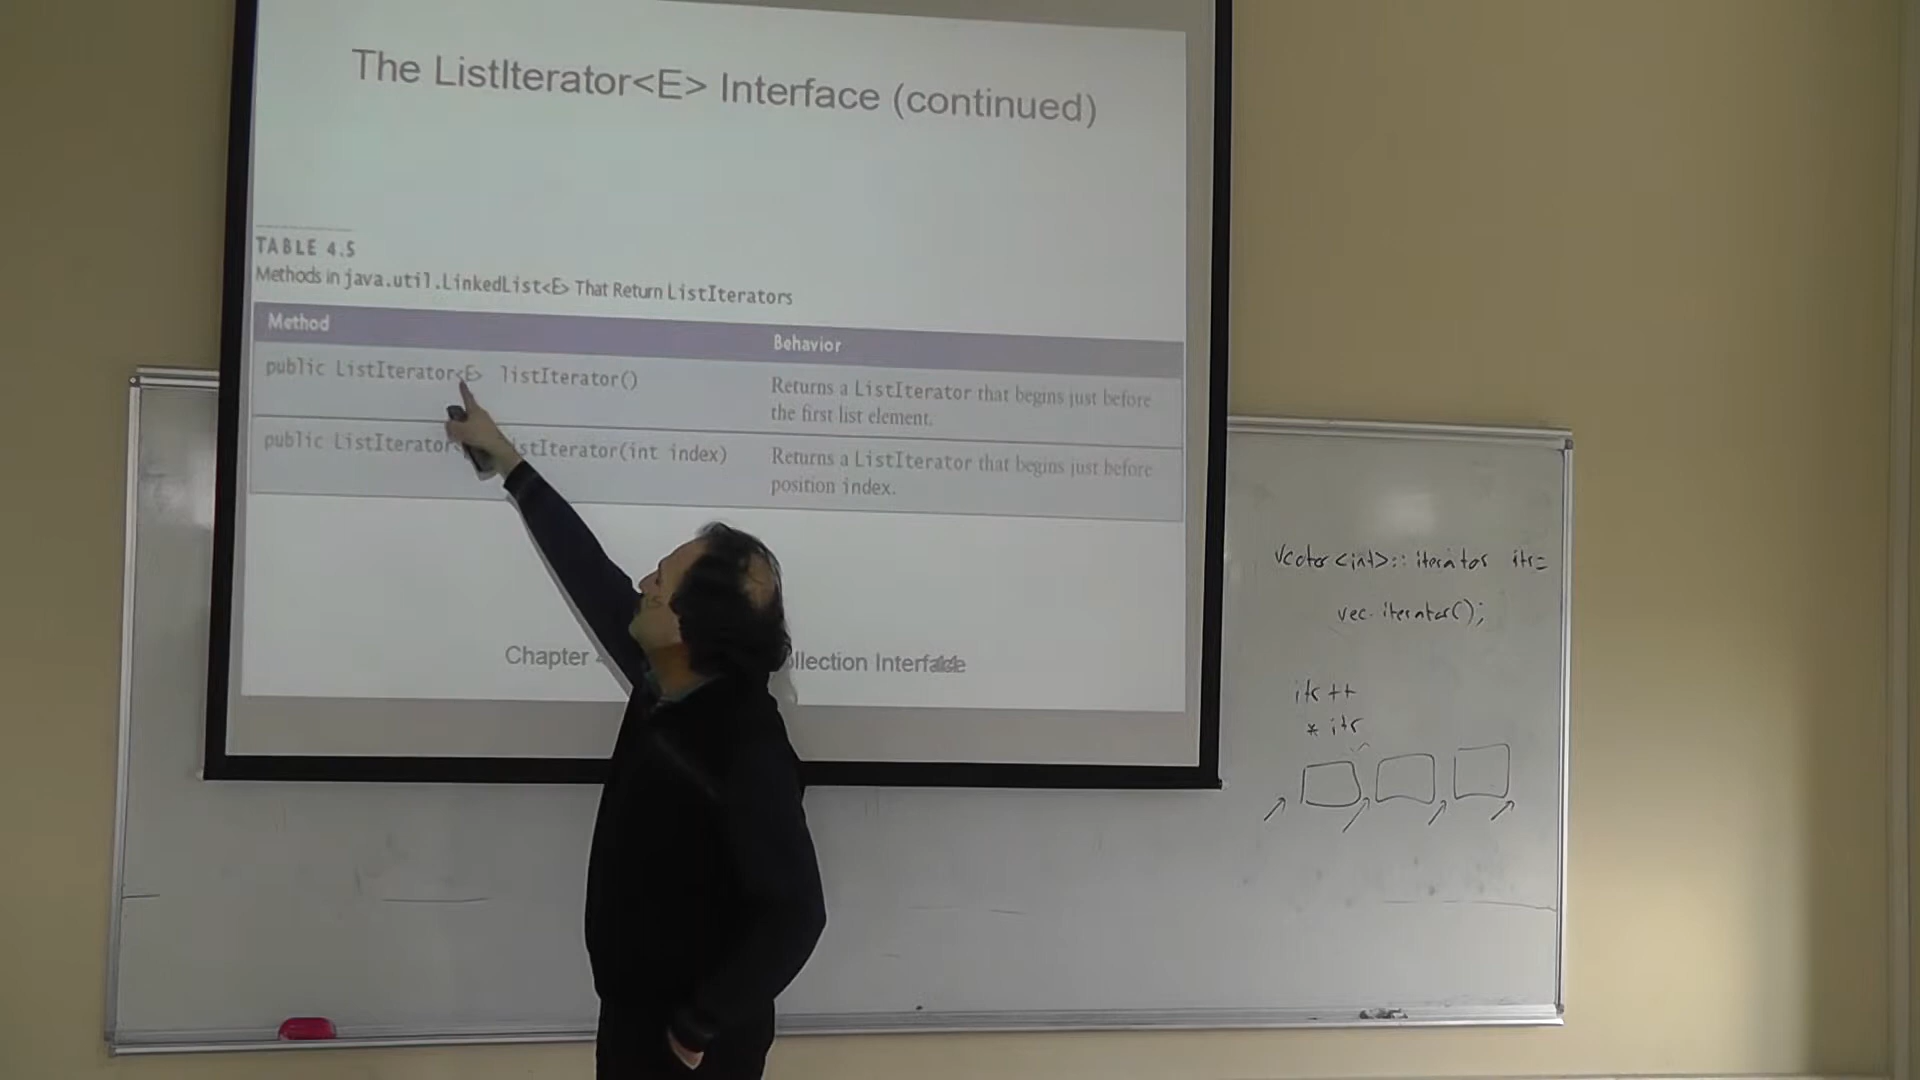 The ListIterator<E> Interface (continued)
TABLE 4.5
Methods in java.util.LinkedList<E> That Return ListIterators
Method Behavior
public ListIterator<E> listIterator() Returns a ListIterator that begins just before
the first list element.
public ListIterator stIterator(int index) Returns a ListIterator that begins just before
position index.
Chapter llection Interface
vector<int>:: iterator itr=
vec.iterator();
itr ++
* itr